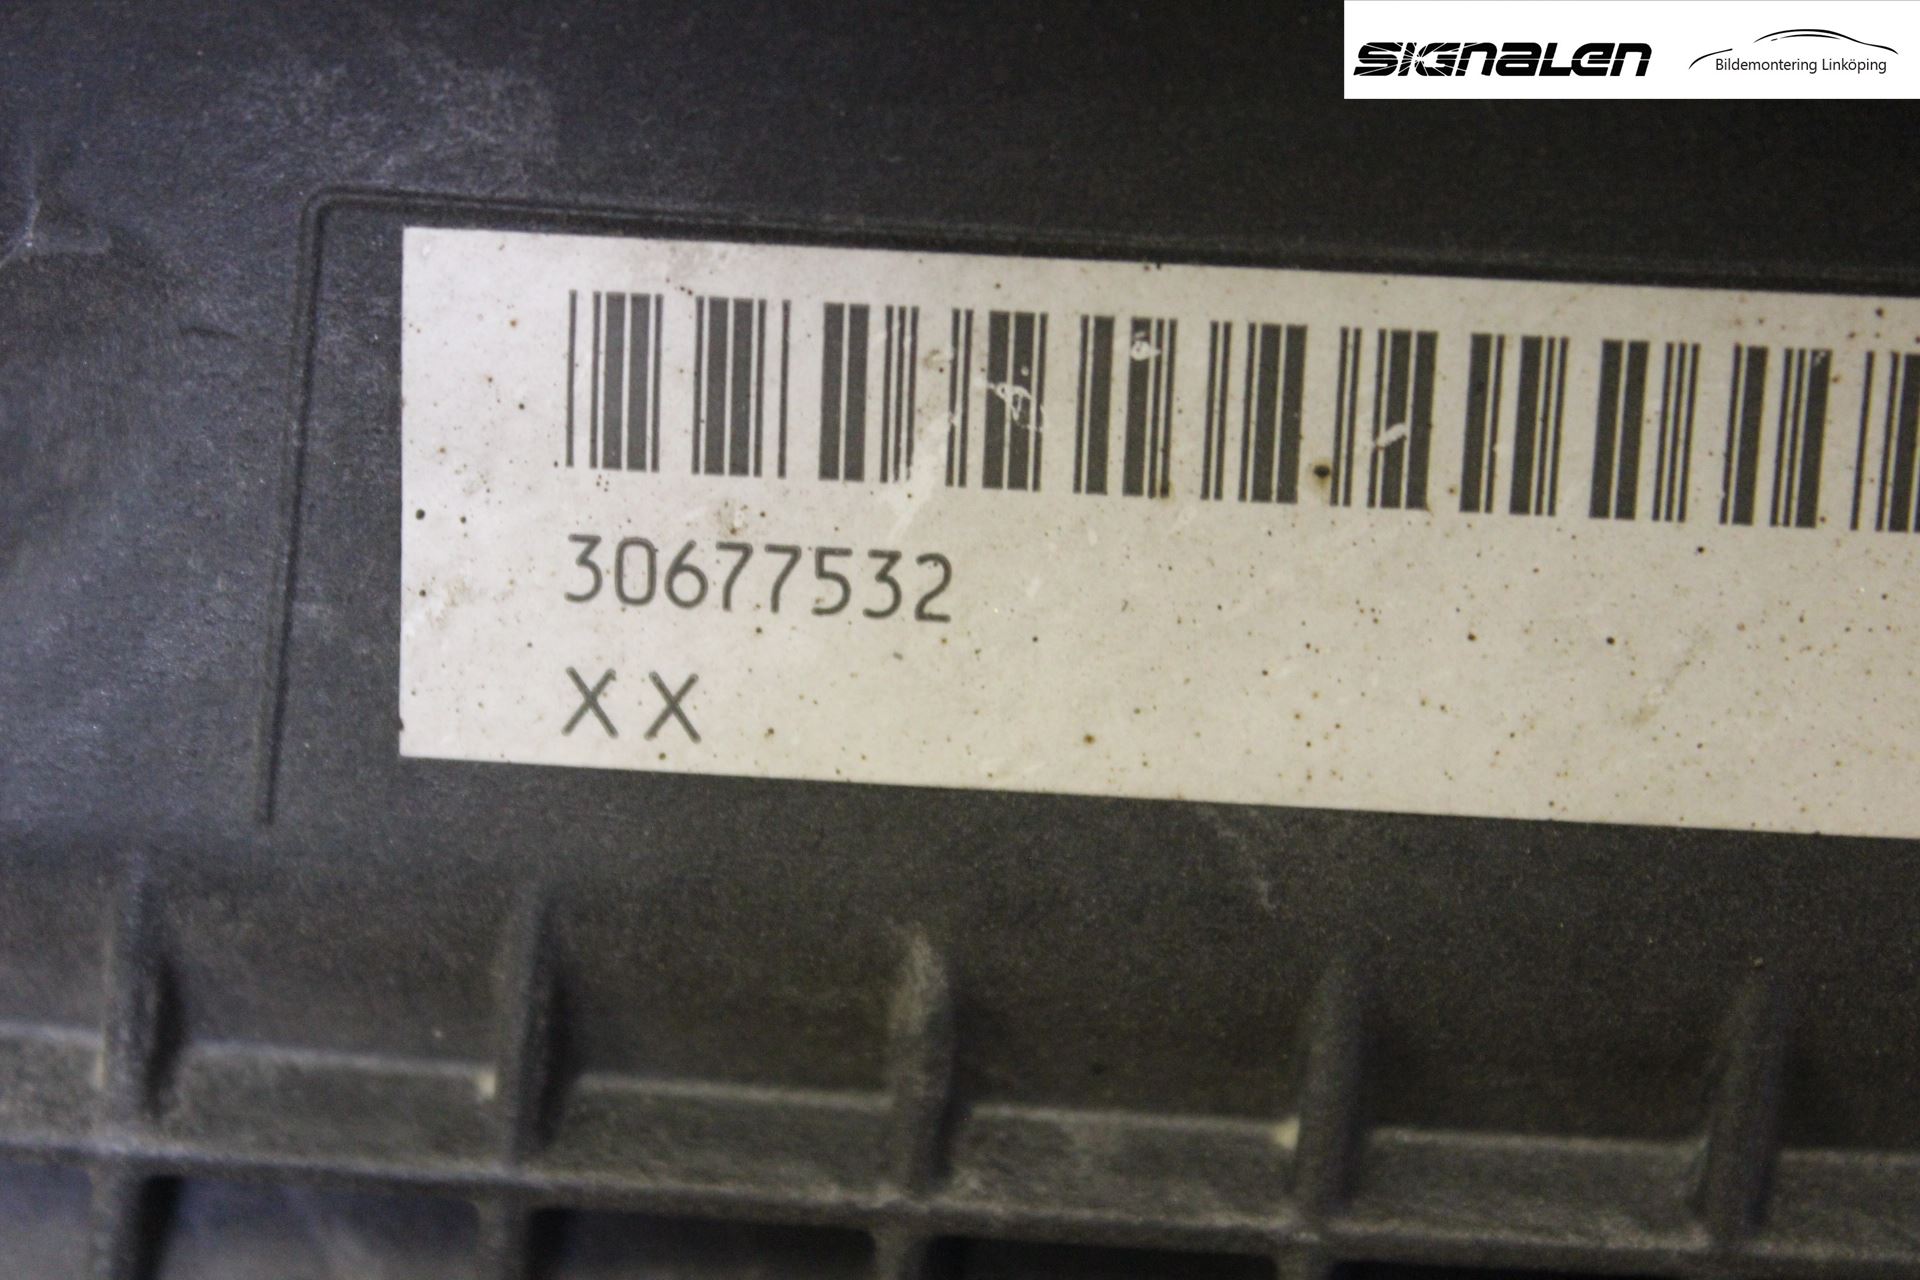 SIGNALEN
Bildemontering Linköping
30677532
XX